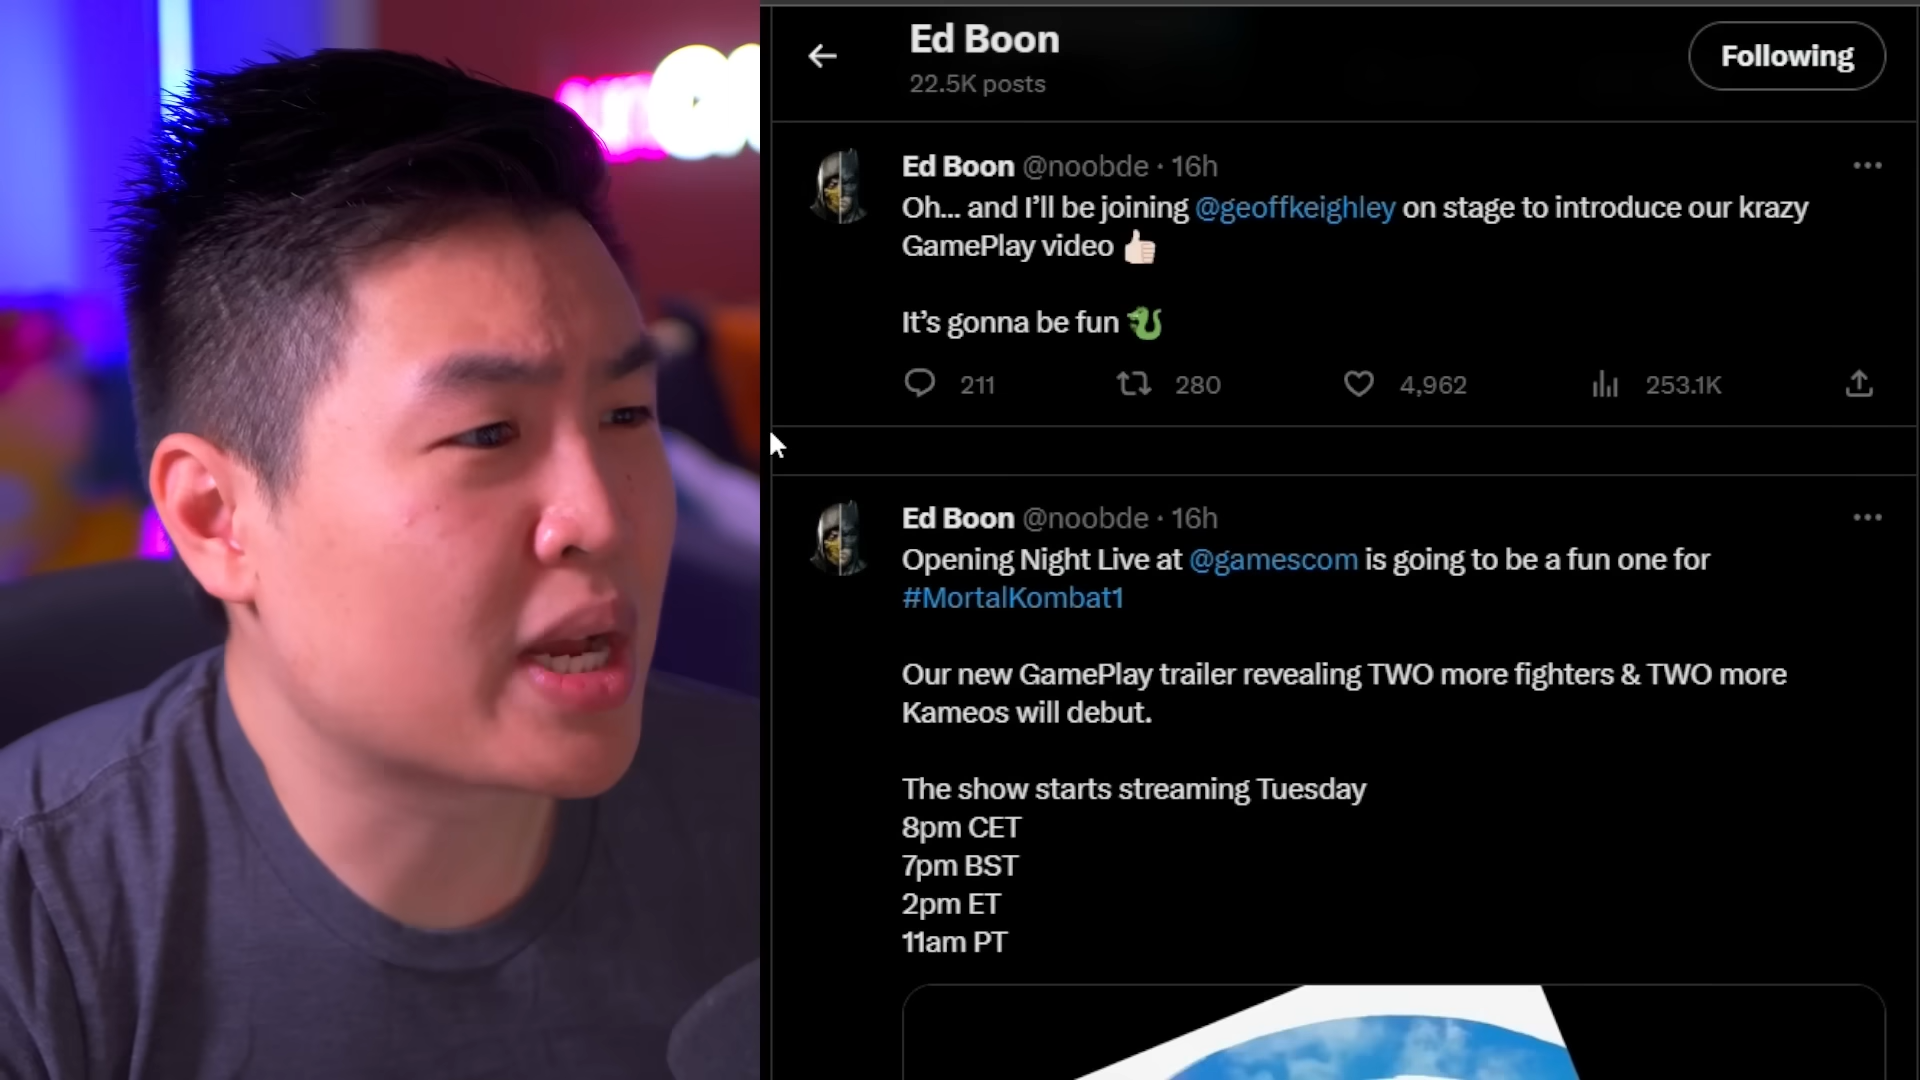 Ed Boon
22.5K posts
Following
Ed Boon @noobde · 16h
Oh... and I'll be joining @geoffkeighley on stage to introduce our krazy
GamePlay video 👍🏻
It's gonna be fun 🐉
211 280 4,962 253.1K
Ed Boon @noobde · 16h
Opening Night Live at @gamescom is going to be a fun one for
#MortalKombat1
Our new GamePlay trailer revealing TWO more fighters & TWO more
Kameos will debut.
The show starts streaming Tuesday
8pm CET
7pm BST
2pm ET
11am PT